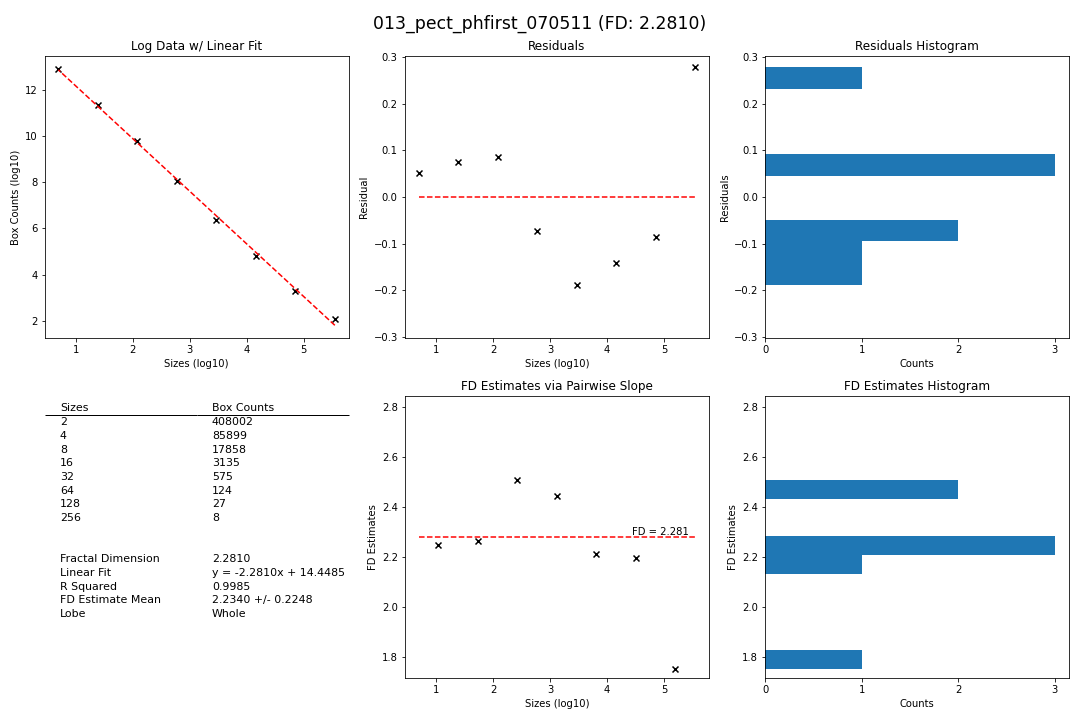 013_pect_phfirst_070511 (FD: 2.2810)
Log Data w/ Linear Fit
Box Counts (log10)
12
10
8
6
4
2
1 2 3 4 5
Sizes (log10)
Residuals
Residual
0.3
0.2
0.1
0.0
−0.1
−0.2
−0.3
1 2 3 4 5
Sizes (log10)
Residuals Histogram
Residuals
0.3
0.2
0.1
0.0
−0.1
−0.2
−0.3
0 1 2 3
Counts
Sizes Box Counts
2 408002
4 85899
8 17858
16 3135
32 575
64 124
128 27
256 8
Fractal Dimension 2.2810
Linear Fit y = -2.2810x + 14.4485
R Squared 0.9985
FD Estimate Mean 2.2340 +/- 0.2248
Lobe Whole
FD Estimates via Pairwise Slope
FD Estimates
2.8
2.6
2.4
2.2
2.0
1.8
FD = 2.281
1 2 3 4 5
Sizes (log10)
FD Estimates Histogram
FD Estimates
2.8
2.6
2.4
2.2
2.0
1.8
0 1 2 3
Counts